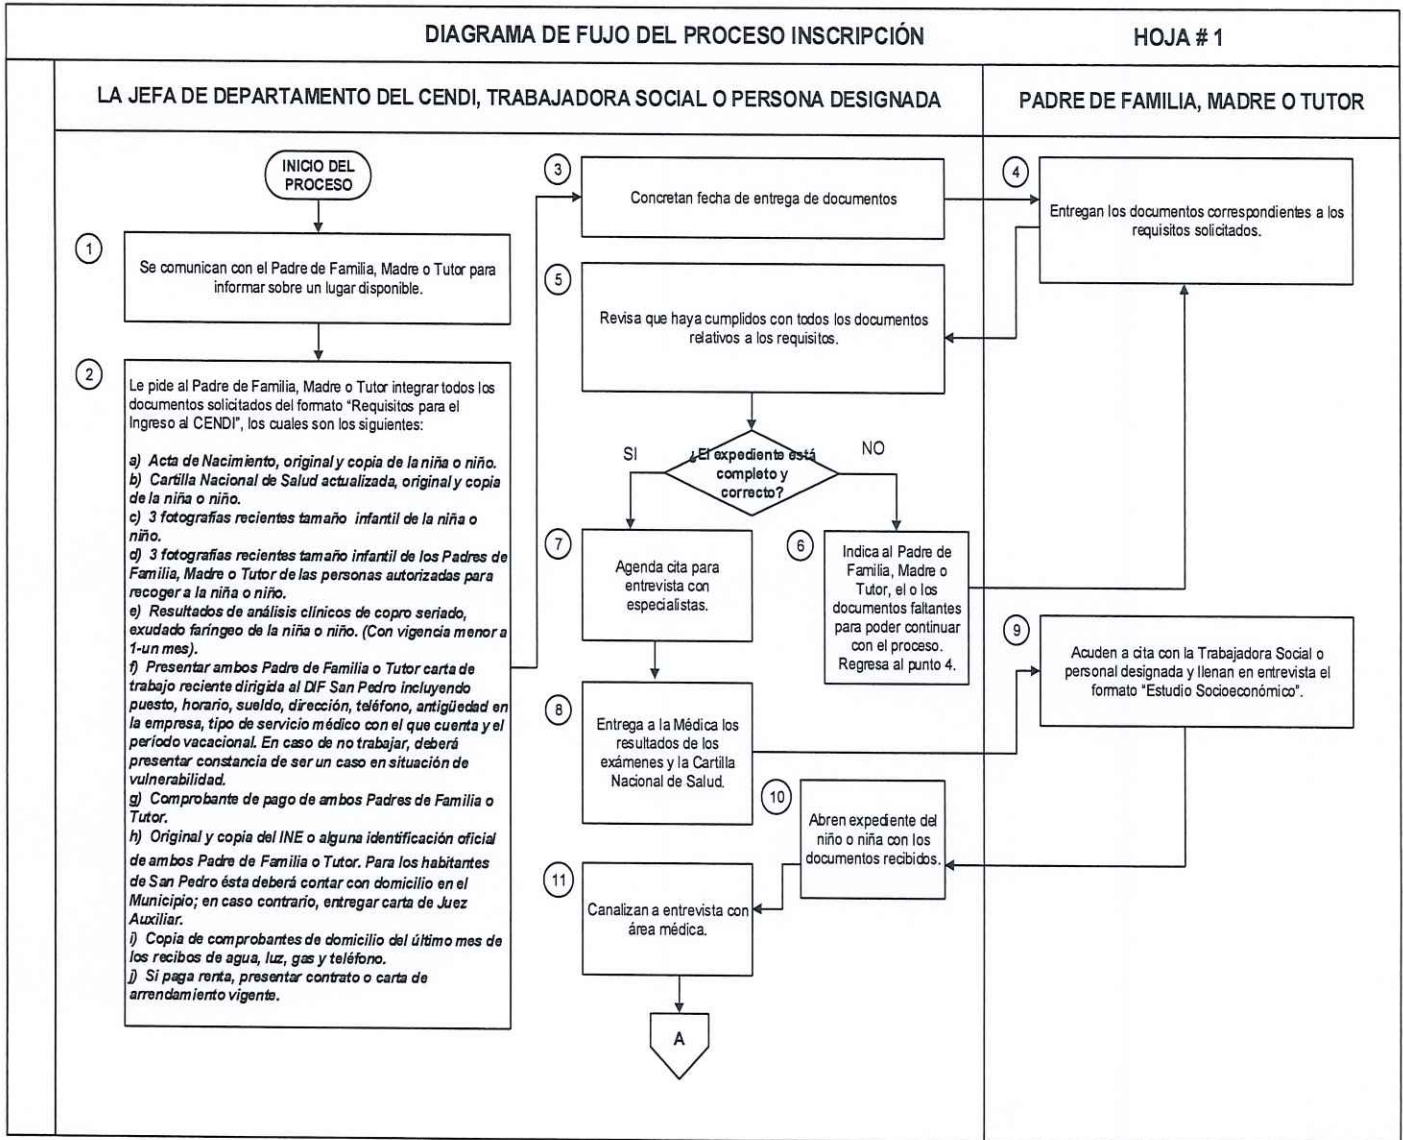 DIAGRAMA DE FUJO DEL PROCESO INSCRIPCIÓN
HOJA # 1
LA JEFA DE DEPARTAMENTO DEL CENDI, TRABAJADORA SOCIAL O PERSONA DESIGNADA
PADRE DE FAMILIA, MADRE O TUTOR
INICIO DEL
PROCESO
1
Se comunican con el Padre de Familia, Madre o Tutor para
informar sobre un lugar disponible.
2
Le pide al Padre de Familia, Madre o Tutor integrar todos los
documentos solicitados del formato “Requisitos para el
Ingreso al CENDI”, los cuales son los siguientes:
a) Acta de Nacimiento, original y copia de la niña o niño.
b) Cartilla Nacional de Salud actualizada, original y copia
de la niña o niño.
c) 3 fotografías recientes tamaño infantil de la niña o
niño.
d) 3 fotografías recientes tamaño infantil de los Padres de
Familia, Madre o Tutor de las personas autorizadas para
recoger a la niña o niño.
e) Resultados de análisis clínicos de copro seriado,
exudado faríngeo de la niña o niño. (Con vigencia menor a
1-un mes).
f) Presentar ambos Padre de Familia o Tutor carta de
trabajo reciente dirigida al DIF San Pedro incluyendo
puesto, horario, sueldo, dirección, teléfono, antigüedad en
la empresa, tipo de servicio médico con el que cuenta y el
período vacacional. En caso de no trabajar, deberá
presentar constancia de ser un caso en situación de
vulnerabilidad.
g) Comprobante de pago de ambos Padres de Familia o
Tutor.
h) Original y copia del INE o alguna identificación oficial
de ambos Padre de Familia o Tutor. Para los habitantes
de San Pedro ésta deberá contar con domicilio en el
Municipio; en caso contrario, entregar carta de Juez
Auxiliar.
i) Copia de comprobantes de domicilio del último mes de
los recibos de agua, luz, gas y teléfono.
j) Si paga renta, presentar contrato o carta de
arrendamiento vigente.
3
Concretan fecha de entrega de documentos
4
Entregan los documentos correspondientes a los
requisitos solicitados.
5
Revisa que haya cumplidos con todos los documentos
relativos a los requisitos.
¿El expediente está
completo y
correcto?
SI
NO
6
Indica al Padre de
Familia, Madre o
Tutor, el o los
documentos faltantes
para poder continuar
con el proceso.
Regresa al punto 4.
7
Agenda cita para
entrevista con
especialistas.
8
Entrega a la Médica los
resultados de los
exámenes y la Cartilla
Nacional de Salud.
9
Acuden a cita con la Trabajadora Social o
personal designada y llenan en entrevista el
formato “Estudio Socioeconómico”.
10
Abren expediente del
niño o niña con los
documentos recibidos.
11
Canalizan a entrevista con
área médica.
A